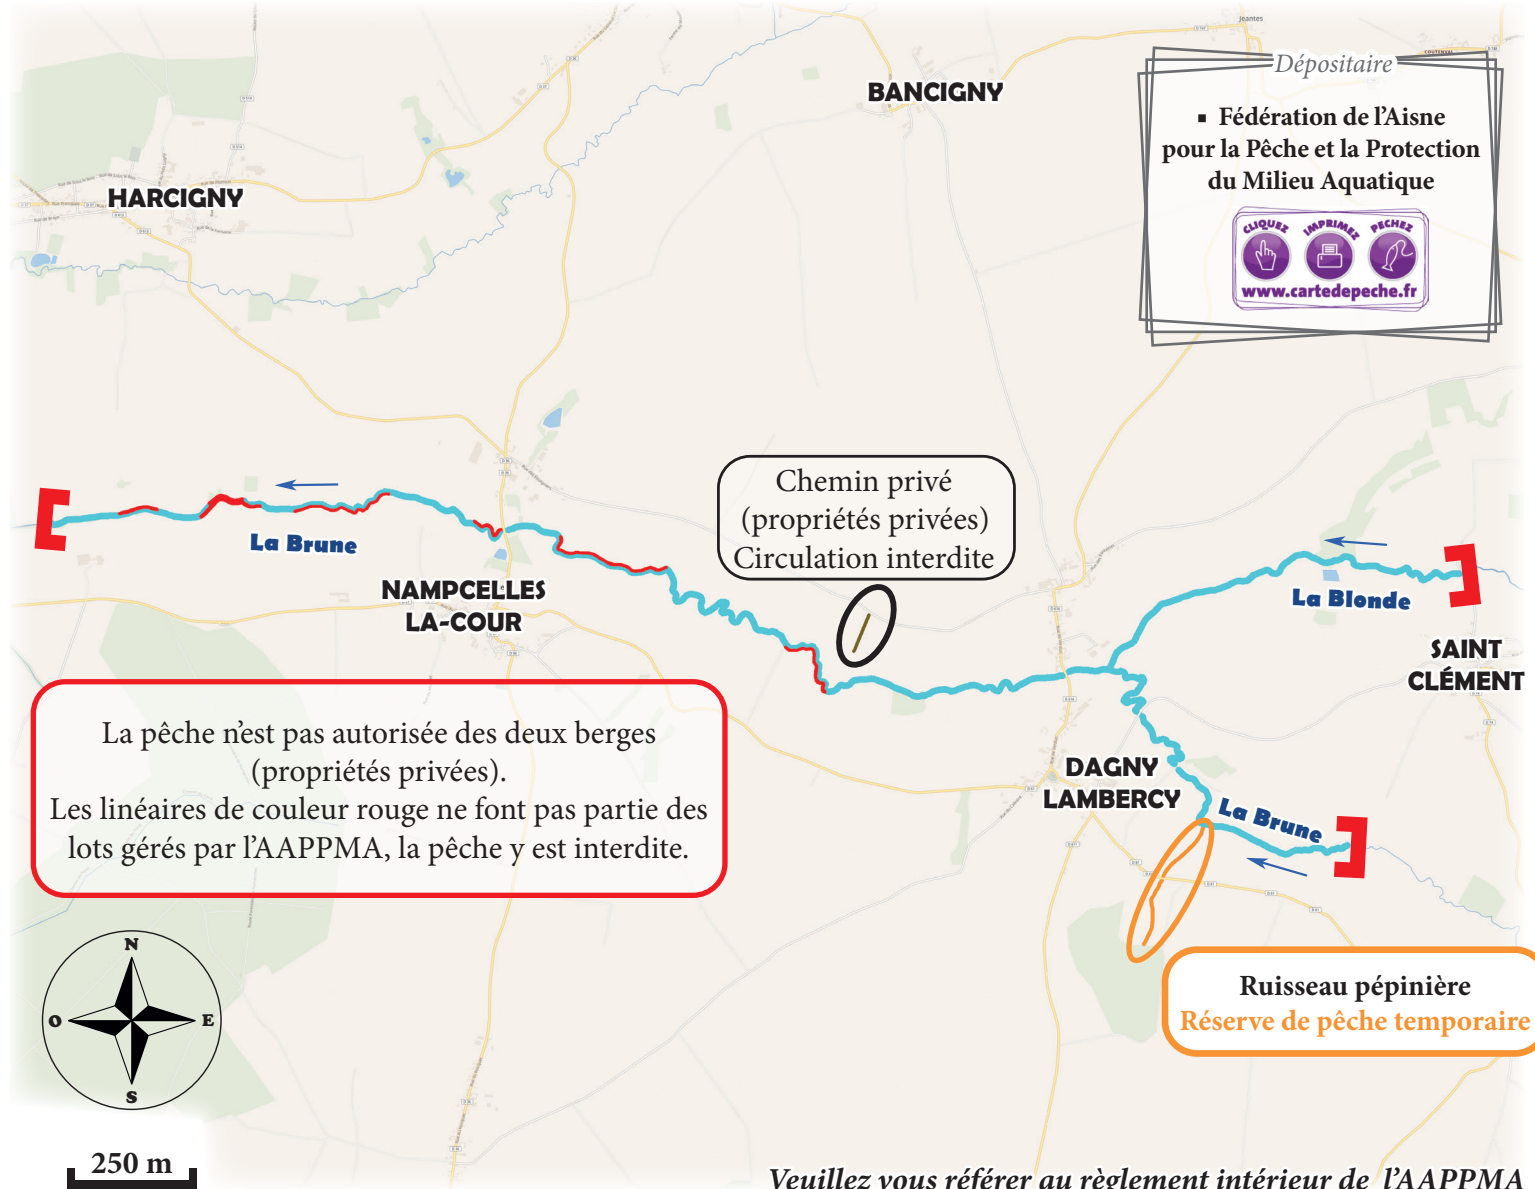 Jeantes
BANCIGNY
Dépositaire
▪ Fédération de l'Aisne
pour la Pêche et la Protection
du Milieu Aquatique
CLIQUEZ IMPRIMEZ PECHEZ
www.cartedepeche.fr
HARCIGNY
Chemin privé
(propriétés privées)
Circulation interdite
La Brune
NAMPCELLES
LA-COUR
La Blonde
SAINT
CLÉMENT
La pêche n'est pas autorisée des deux berges
(propriétés privées).
Les linéaires de couleur rouge ne font pas partie des
lots gérés par l'AAPPMA, la pêche y est interdite.
DAGNY
LAMBERCY
La Brune
N
O
E
S
Ruisseau pépinière
Réserve de pêche temporaire
250 m
Veuillez vous référer au règlement intérieur de l'AAPPMA